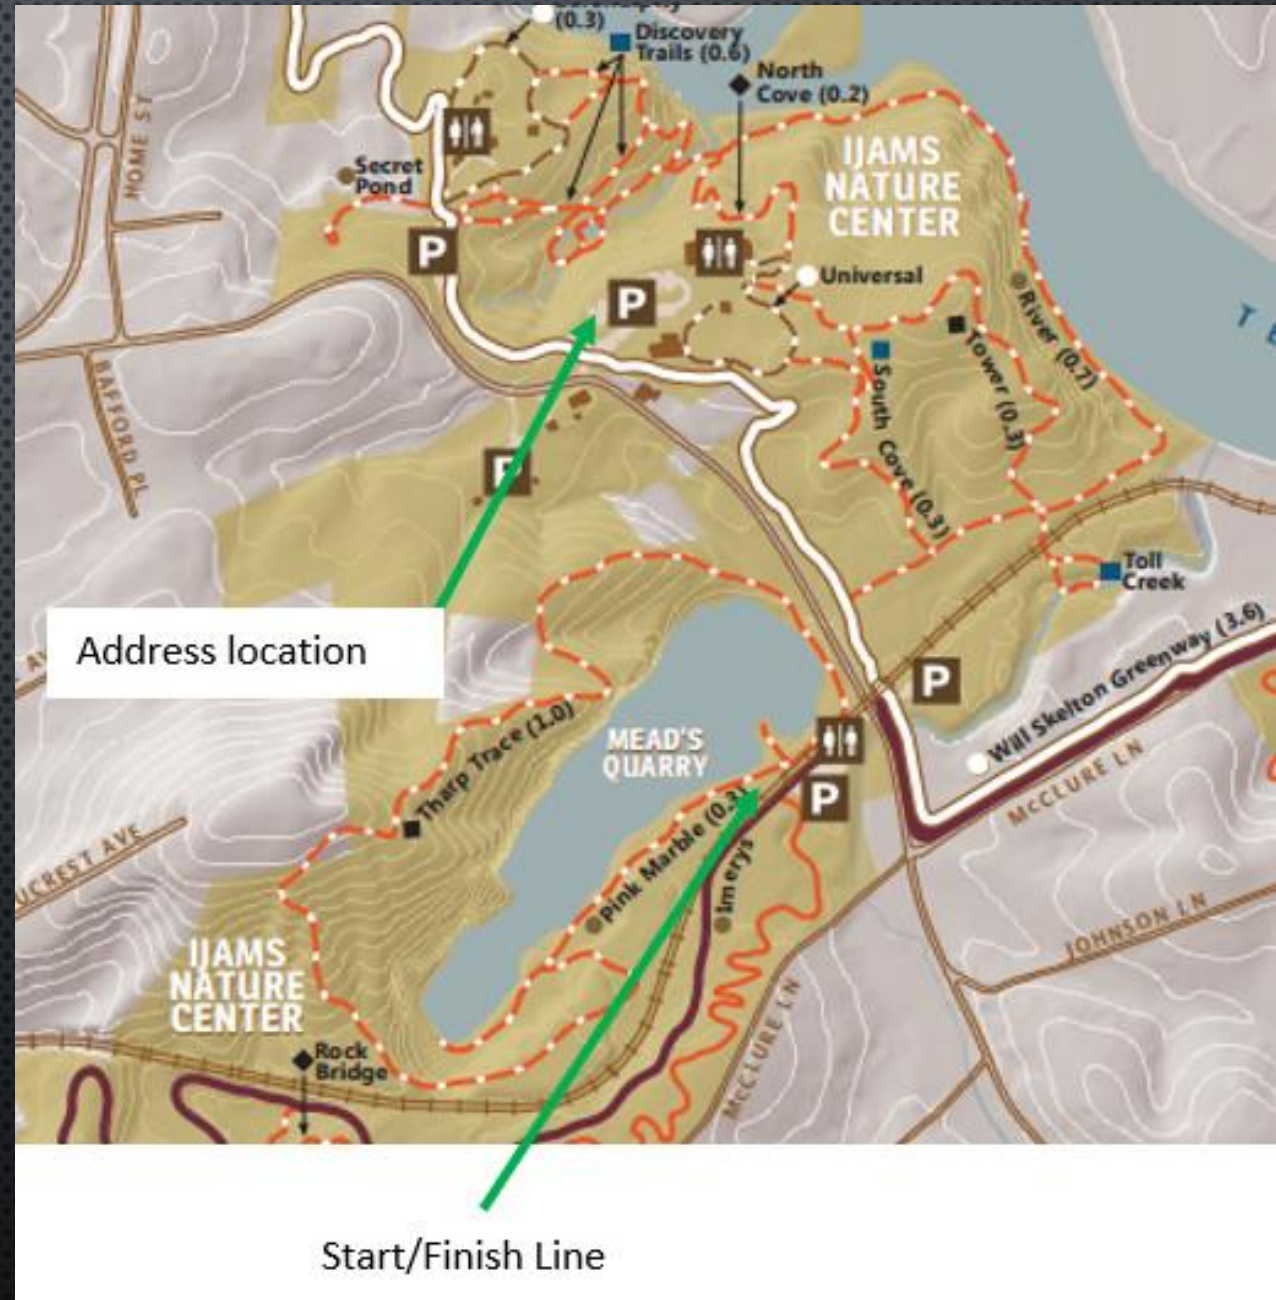 (0.3)
Discovery
Trails (0.6)
North
Cove (0.2)
HOME ST
IJAMS
NATURE
CENTER
Secret
Pond
P
P
Universal
River (0.7)
Tower (0.3)
South Cove (0.3)
BAFFORD PL
P
Toll
Creek
Address location
P
Will Skelton Greenway (3.6)
MEAD'S
QUARRY
Tharp Trace (1.0)
P
McCLURE LN
Pink Marble (0.3)
Imerys
JOHNSON LN
IJAMS
NATURE
CENTER
McCLURE LN
Rock
Bridge
Start/Finish Line